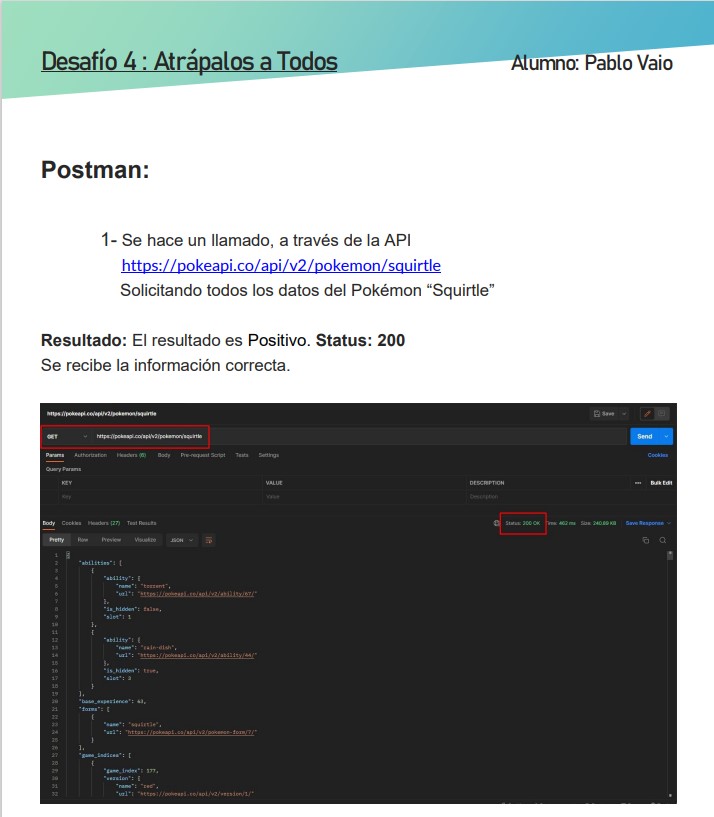 Desafío 4 : Atrápalos a Todos
Alumno: Pablo Vaio
Postman:
1- Se hace un llamado, a través de la API
https://pokeapi.co/api/v2/pokemon/squirtle
Solicitando todos los datos del Pokémon “Squirtle”
Resultado: El resultado es Positivo. Status: 200
Se recibe la información correcta.
https://pokeapi.co/api/v2/pokemon/squirtle
Save
GET https://pokeapi.co/api/v2/pokemon/squirtle Send
Params Authorization Headers (6) Body Pre-request Script Tests Settings Cookies
Query Params
KEY VALUE DESCRIPTION Bulk Edit
Key Value Description
Body Cookies Headers (27) Test Results Status: 200 OK Time: 462 ms Size: 240.89 KB Save Response
Pretty Raw Preview Visualize JSON
1 {
2 "abilities": [
3 {
4 "ability": {
5 "name": "torrent",
6 "url": "https://pokeapi.co/api/v2/ability/67/"
7 },
8 "is_hidden": false,
9 "slot": 1
10 },
11 {
12 "ability": {
13 "name": "rain-dish",
14 "url": "https://pokeapi.co/api/v2/ability/44/"
15 },
16 "is_hidden": true,
17 "slot": 3
18 }
19 ],
20 "base_experience": 63,
21 "forms": [
22 {
23 "name": "squirtle",
24 "url": "https://pokeapi.co/api/v2/pokemon-form/7/"
25 }
26 ],
27 "game_indices": [
28 {
29 "game_index": 177,
30 "version": {
31 "name": "red",
32 "url": "https://pokeapi.co/api/v2/version/1/"